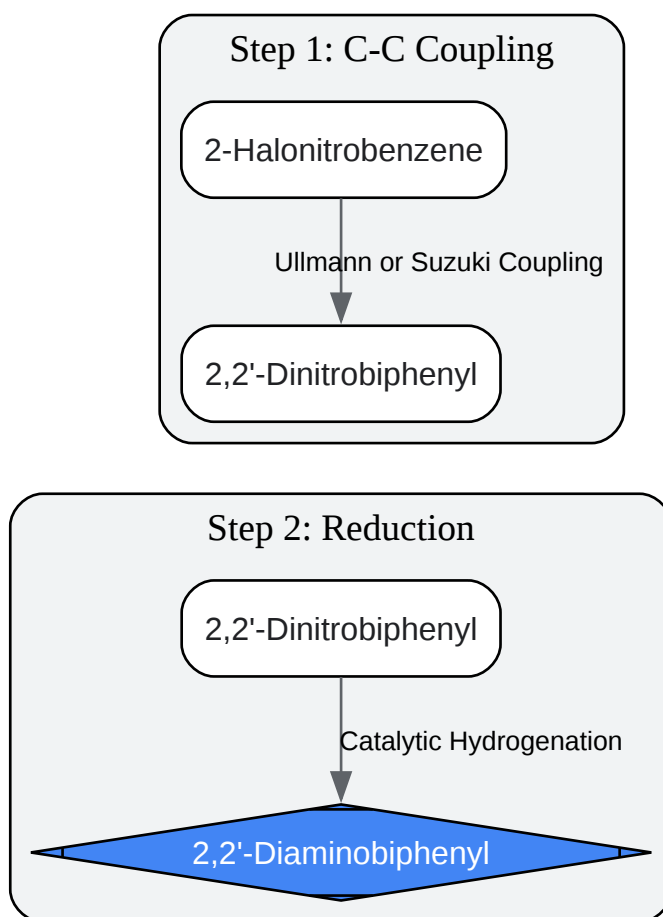 Step 1: C-C Coupling
2-Halonitrobenzene
Ullmann or Suzuki Coupling
2,2'-Dinitrobiphenyl
Step 2: Reduction
2,2'-Dinitrobiphenyl
Catalytic Hydrogenation
2,2'-Diaminobiphenyl